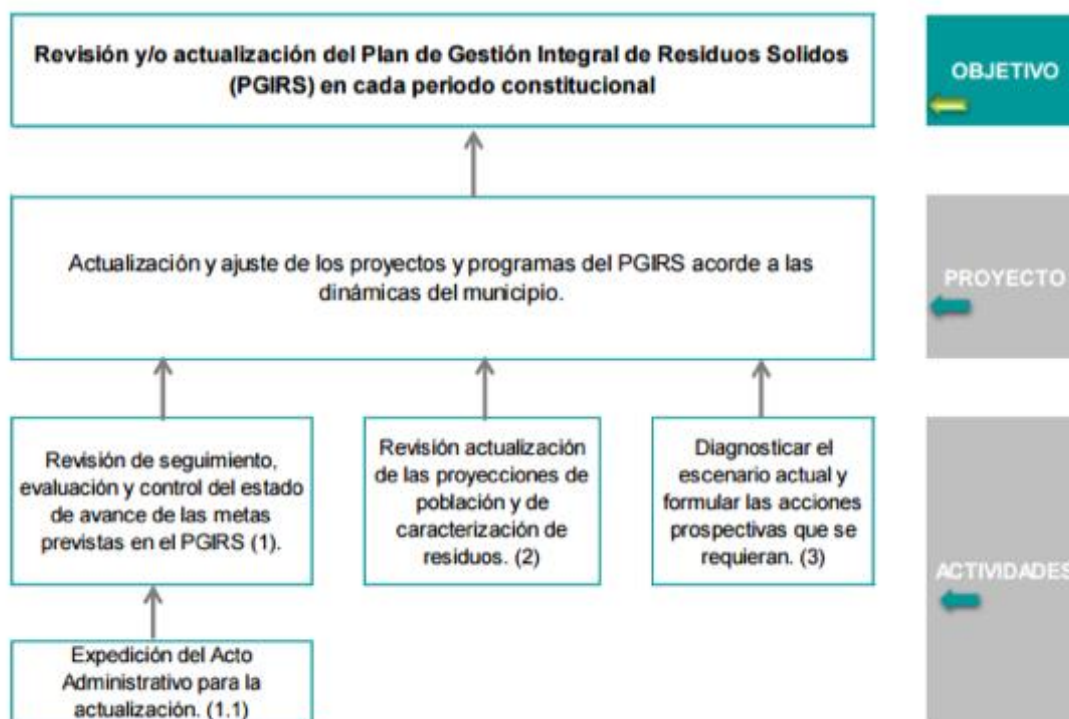 Revisión y/o actualización del Plan de Gestión Integral de Residuos Solidos
(PGIRS) en cada periodo constitucional
OBJETIVO
Actualización y ajuste de los proyectos y programas del PGIRS acorde a las
dinámicas del municipio.
PROYECTO
Revisión de seguimiento,
evaluación y control del estado
de avance de las metas
previstas en el PGIRS (1).
Revisión actualización
de las proyecciones de
población y de
caracterización de
residuos. (2)
Diagnosticar el
escenario actual y
formular las acciones
prospectivas que se
requieran. (3)
ACTIVIDADES
Expedición del Acto
Administrativo para la
actualización. (1.1)